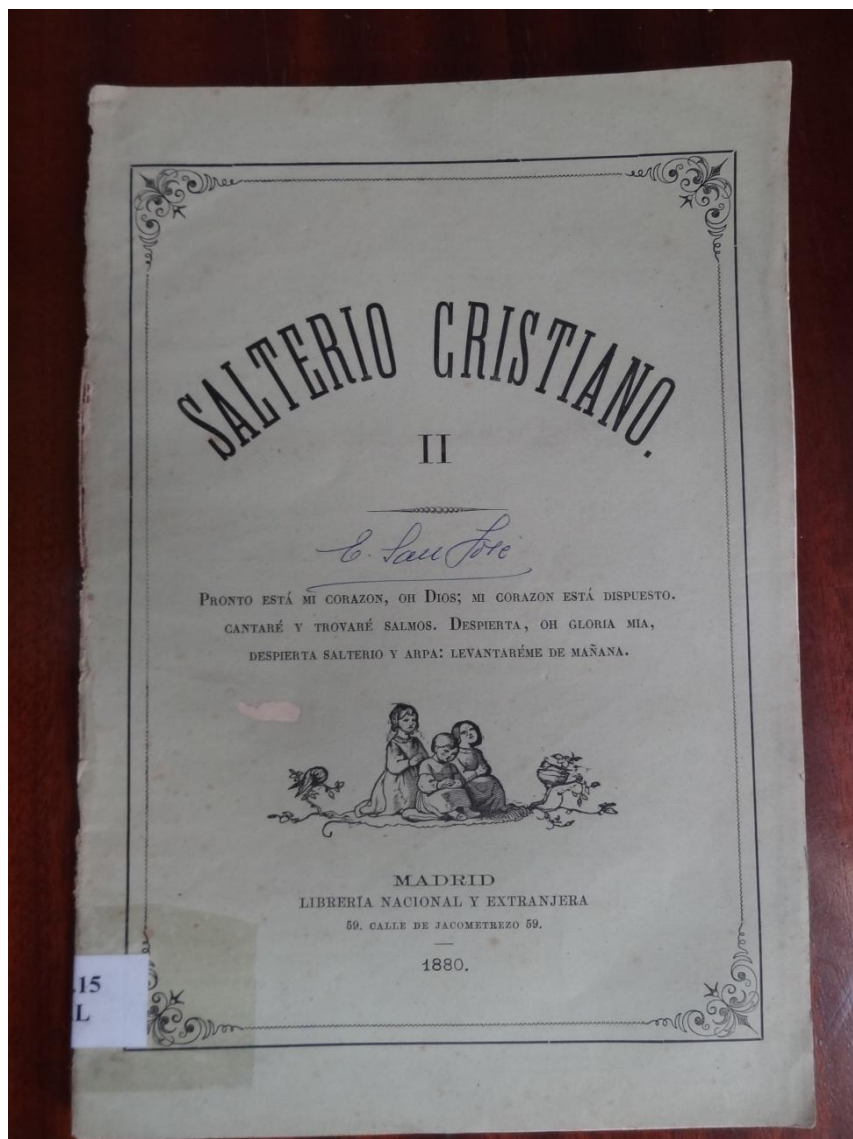 SALTERIO CRISTIANO.
II
E. San José
PRONTO ESTÁ MI CORAZON, OH DIOS; MI CORAZON ESTÁ DISPUESTO.
CANTARÉ Y TROVARÉ SALMOS. DESPIERTA, OH GLORIA MIA,
DESPIERTA SALTERIO Y ARPA: LEVANTARÉME DE MAÑANA.
MADRID
LIBRERÍA NACIONAL Y EXTRANJERA
59. CALLE DE JACOMETREZO 59.
1880.
.15
L